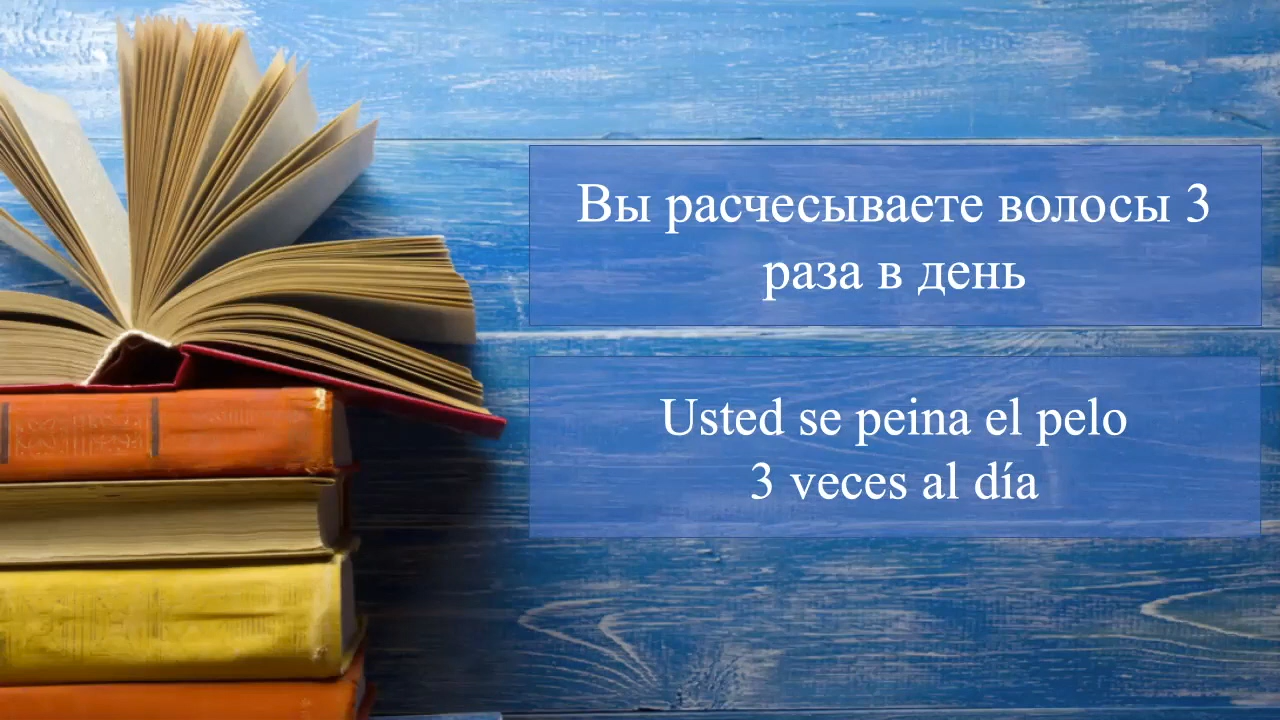 Вы расчесываете волосы 3
раза в день
Usted se peina el pelo
3 veces al día